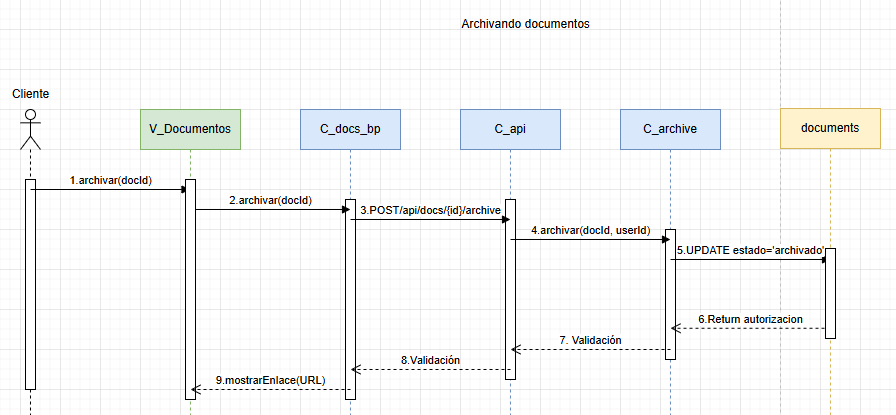 Archivando documentos
Cliente
V_Documentos
C_docs_bp
C_api
C_archive
documents
1.archivar(docId)
2.archivar(docId)
3.POST/api/docs/{id}/archive
4.archivar(docId, userId)
5.UPDATE estado='archivado'
6.Return autorizacion
7. Validación
8.Validación
9.mostrarEnlace(URL)